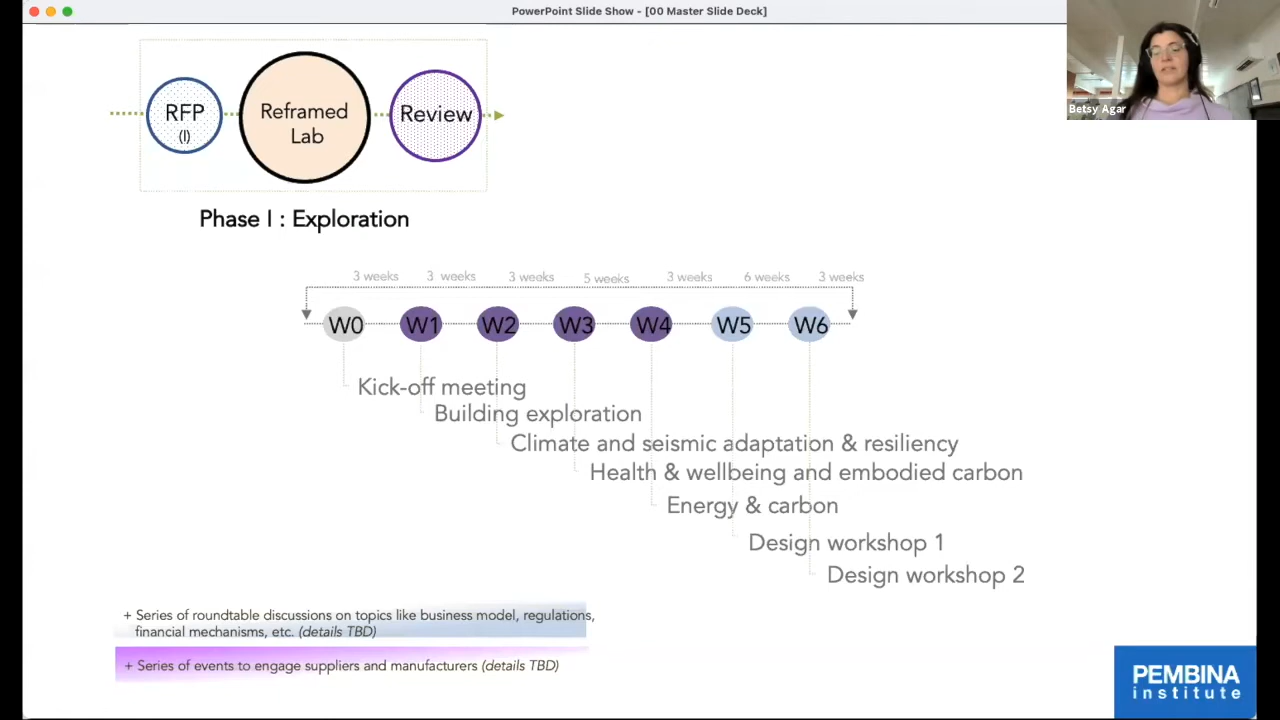 PowerPoint Slide Show - [00 Master Slide Deck]
Betsy Agar
RFP
(I)
Reframed
Lab
Review
Phase I : Exploration
3 weeks 3 weeks 3 weeks 5 weeks 3 weeks 6 weeks 3 weeks
W0 W1 W2 W3 W4 W5 W6
Kick-off meeting
Building exploration
Climate and seismic adaptation & resiliency
Health & wellbeing and embodied carbon
Energy & carbon
Design workshop 1
Design workshop 2
+ Series of roundtable discussions on topics like business model, regulations,
financial mechanisms, etc. (details TBD)
+ Series of events to engage suppliers and manufacturers (details TBD)
PEMBINA
institute